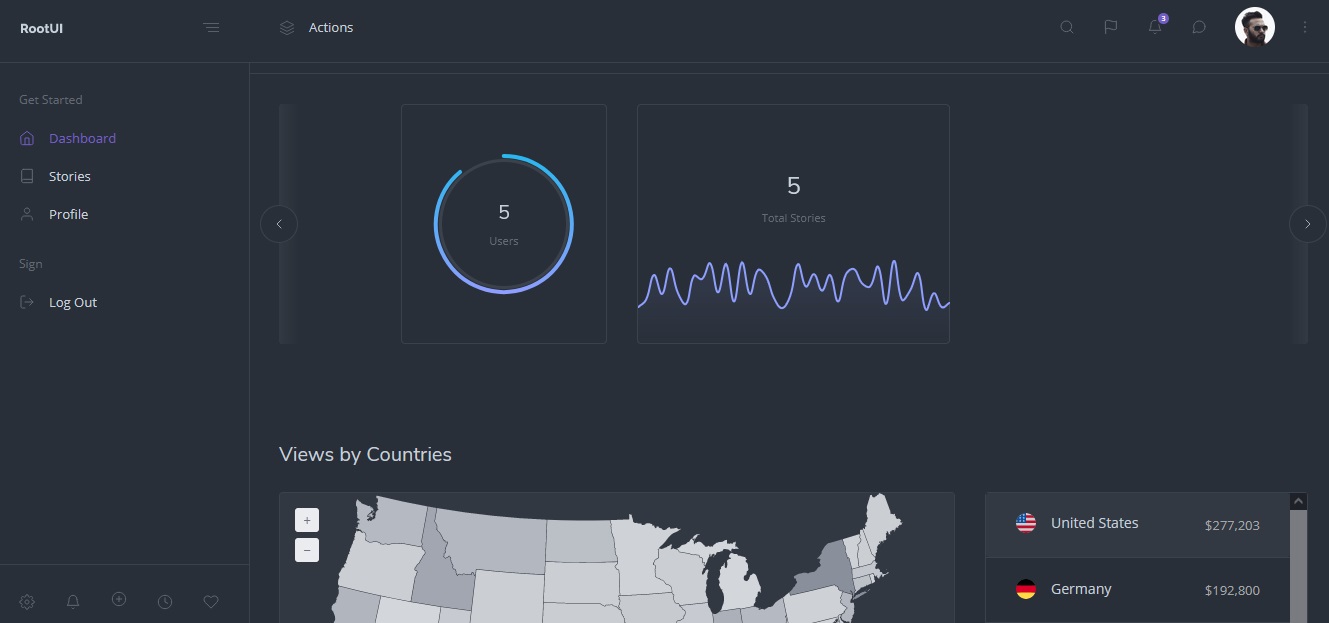 RootUI
Actions
3
Get Started
Dashboard
Stories
Profile
Sign
Log Out
5
Users
5
Total Stories
Views by Countries
+
−
United States $277,203
Germany $192,800